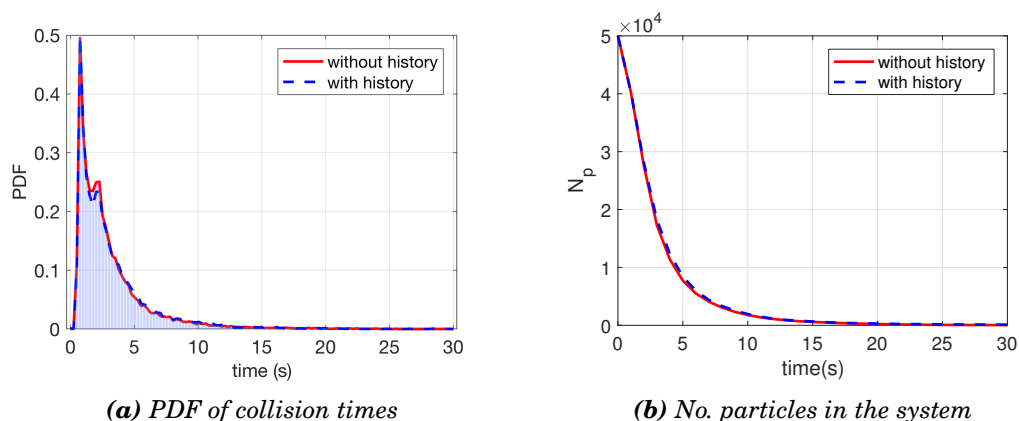 0.5
0.4
0.3
0.2
0.1
0
PDF
0 5 10 15 20 25 30
time (s)
without history
with history
(a) PDF of collision times
×10⁴
5
4
3
2
1
0
N_p
0 5 10 15 20 25 30
time(s)
without history
with history
(b) No. particles in the system